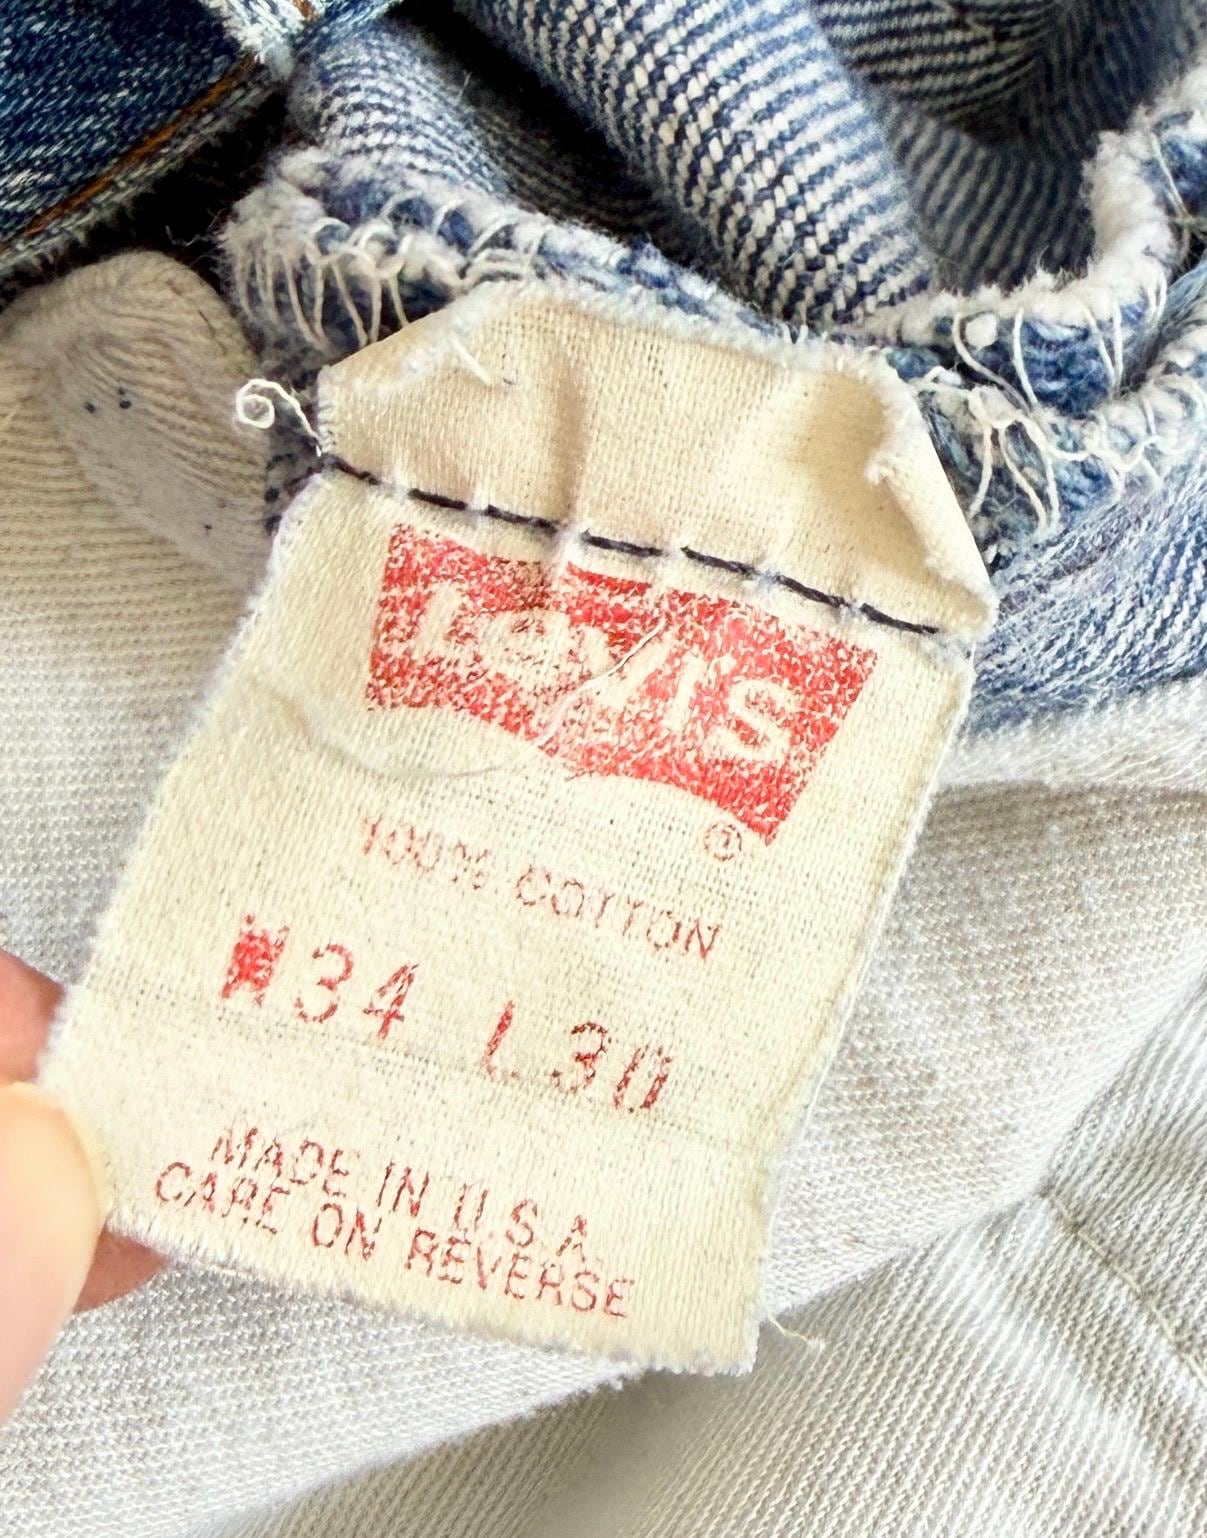 Levi's
®
100% COTTON
W34 L30
MADE IN U.S.A.
CARE ON REVERSE